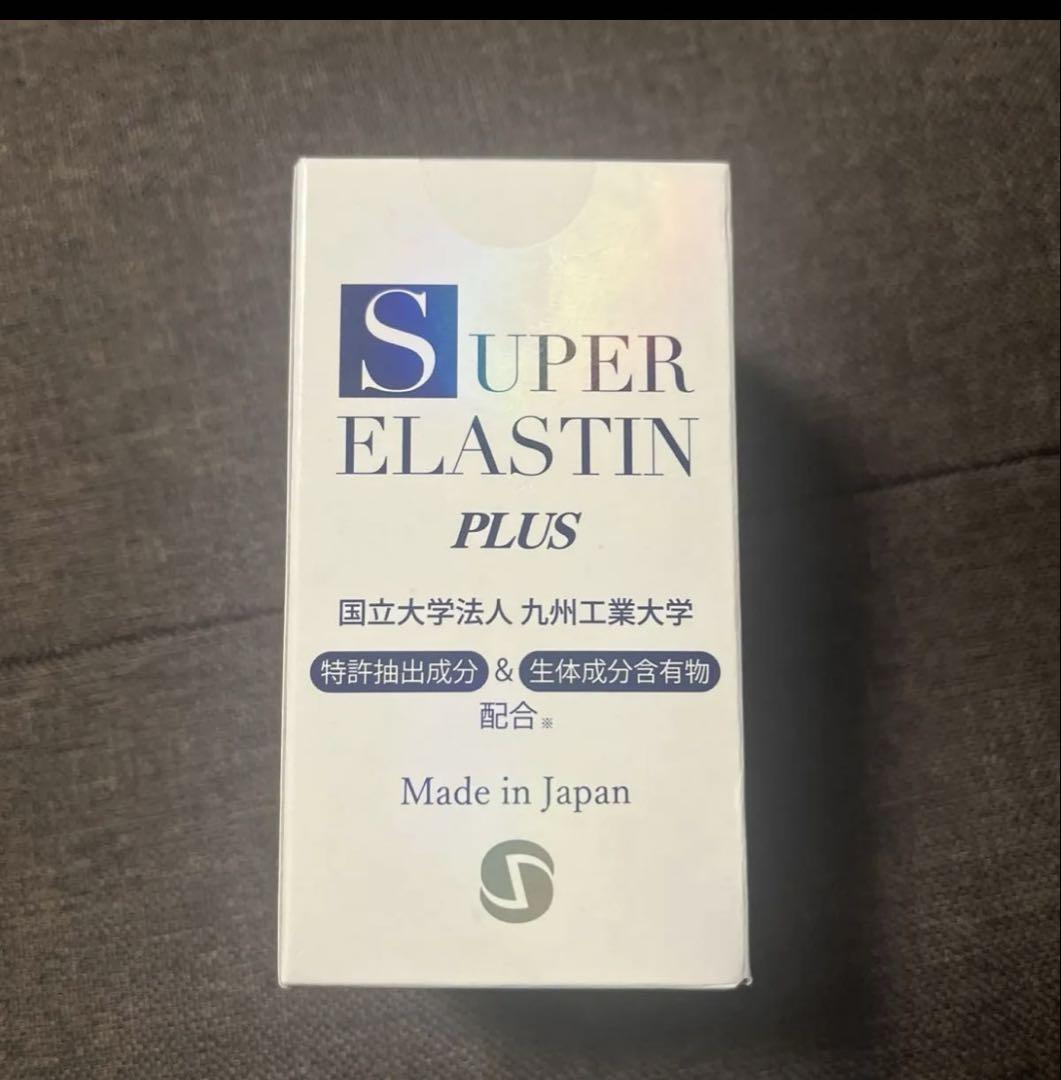 SUPER
ELASTIN
PLUS
国立大学法人 九州工業大学
特許抽出成分 & 生体成分含有物
配合※
Made in Japan